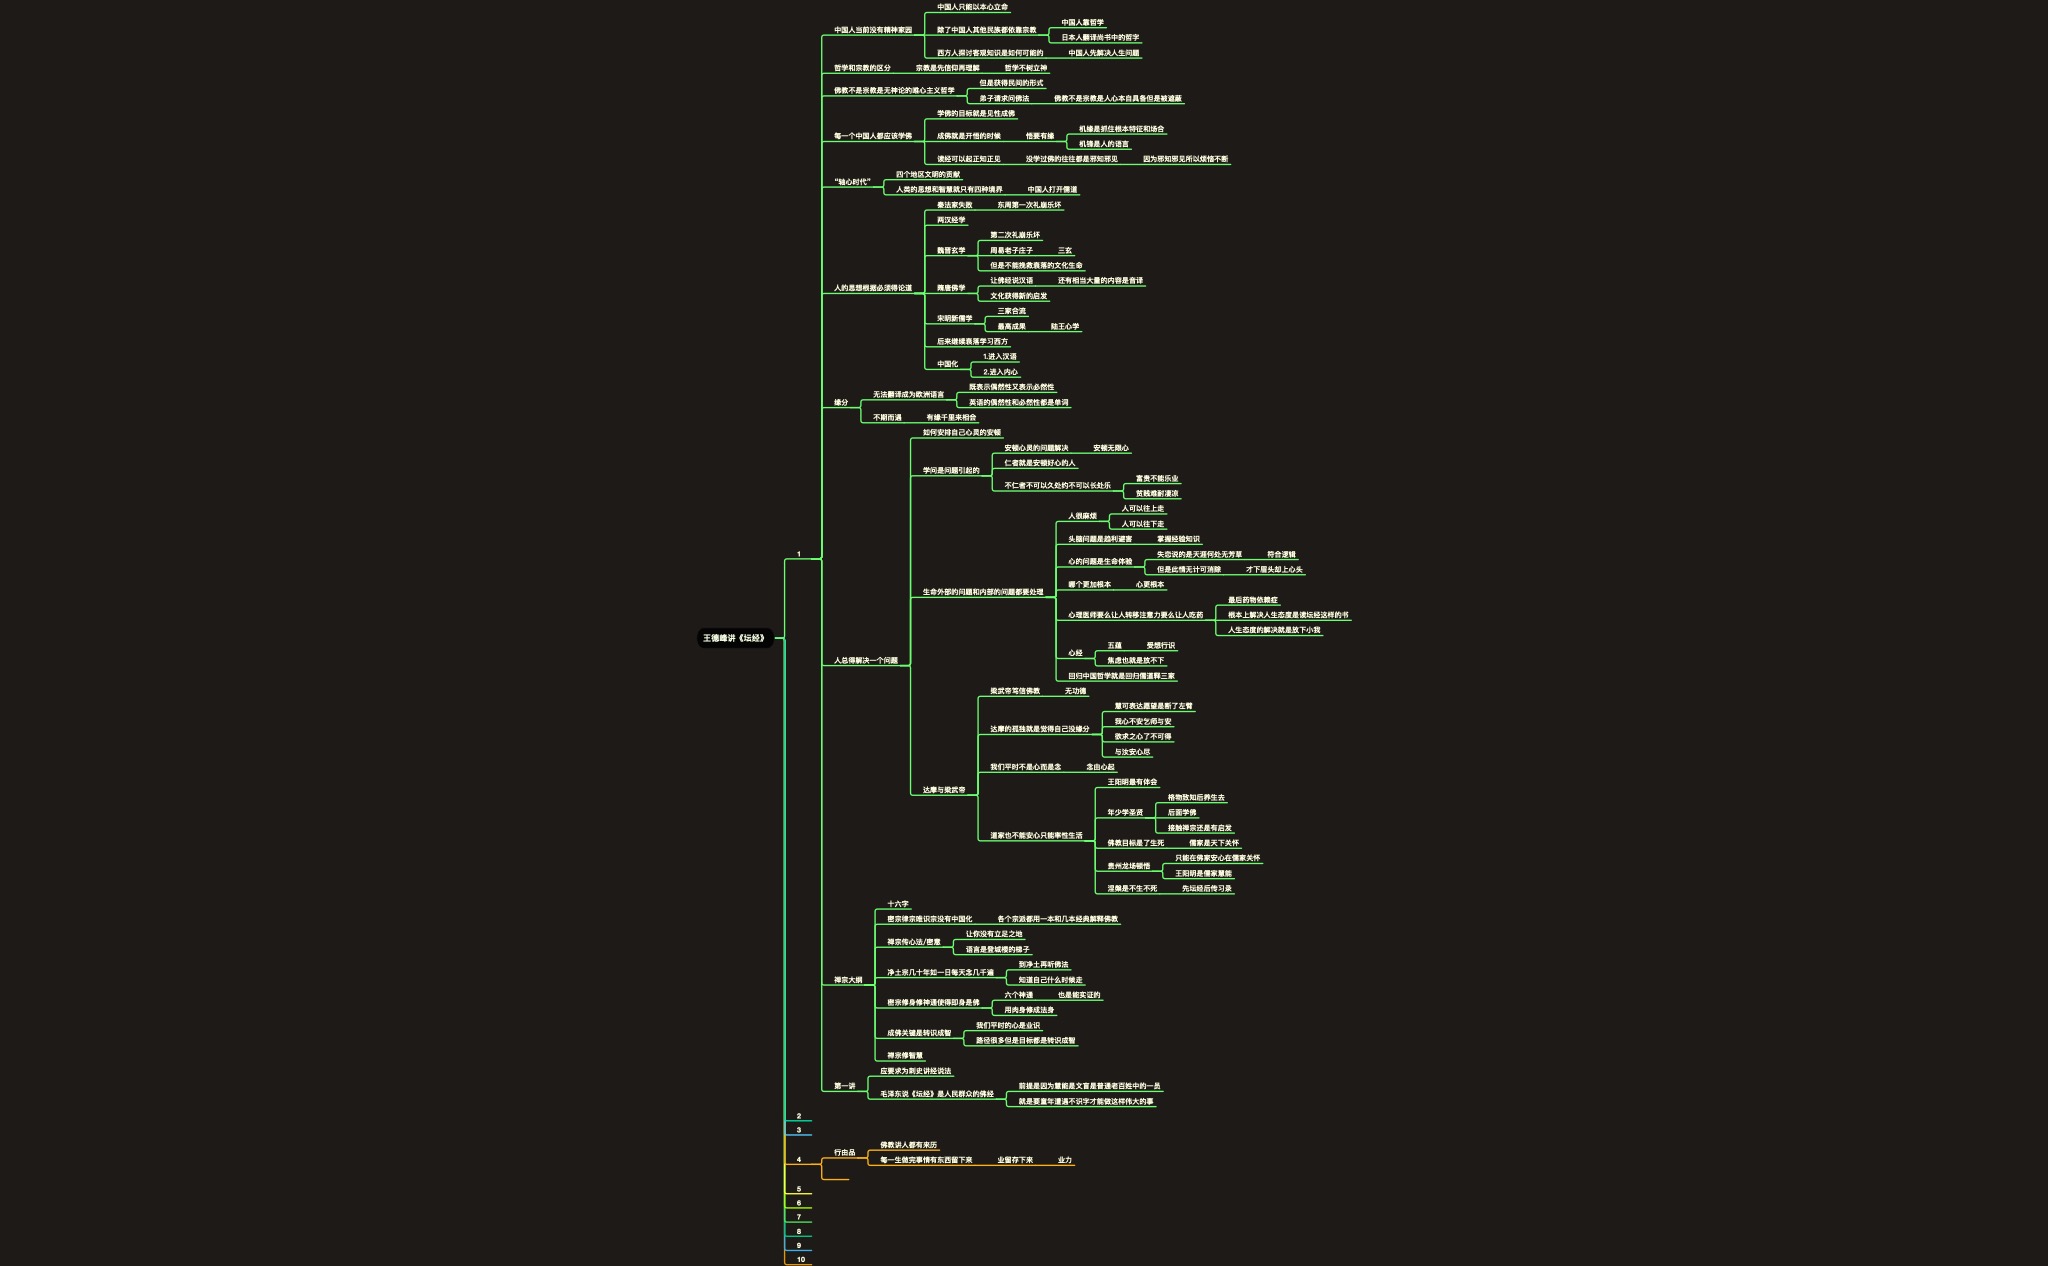 中国人只能以本心立命
中国人当前没有精神家园
除了中国人其他民族都依靠宗教
中国人靠哲学
日本人翻译尚书中的哲字
西方人探讨客观知识是如何可能的
中国人先解决人生问题
哲学和宗教的区分
宗教是先信仰再理解
哲学不树立神
佛教不是宗教是无神论的唯心主义哲学
但是获得民间的形式
弟子请求问佛法
佛教不是宗教是人心本自具备但是被遮蔽
每一个中国人都应该学佛
学佛的目标就是见性成佛
成佛就是开悟的时候
悟要有缘
机缘是抓住根本特征和场合
机锋是人的语言
读经可以起正知正见
没学过佛的往往都是邪知邪见
因为邪知邪见所以烦恼不断
“轴心时代”
四个地区文明的贡献
人类的思想和智慧就只有四种境界
中国人打开儒道
人的思想根据必须得论道
秦法家失败
东周第一次礼崩乐坏
两汉经学
魏晋玄学
第二次礼崩乐坏
周易老子庄子
三玄
但是不能挽救衰落的文化生命
隋唐佛学
让佛经说汉语
还有相当大量的内容是音译
文化获得新的启发
宋明新儒学
三家合流
最高成果
陆王心学
后来继续衰落学习西方
中国化
1.进入汉语
2.进入内心
缘分
无法翻译成为欧洲语言
既表示偶然性又表示必然性
英语的偶然性和必然性都是单词
不期而遇
有缘千里来相会
人总得解决一个问题
如何安排自己心灵的安顿
学问是问题引起的
安顿心灵的问题解决
安顿无限心
仁者就是安顿好心的人
不仁者不可以久处约不可以长处乐
富贵不能乐业
贫贱难耐凄凉
生命外部的问题和内部的问题都要处理
人很麻烦
人可以往上走
人可以往下走
头脑问题是趋利避害
掌握经验知识
心的问题是生命体验
失恋说的是天涯何处无芳草
符合逻辑
但是此情无计可消除
才下眉头却上心头
哪个更加根本
心更根本
心理医师要么让人转移注意力要么让人吃药
最后药物依赖症
根本上解决人生态度是读坛经这样的书
人生态度的解决就是放下小我
心经
五蕴
受想行识
焦虑也就是放不下
回归中国哲学就是回归儒道释三家
达摩与梁武帝
梁武帝笃信佛教
无功德
达摩的孤独就是觉得自己没缘分
慧可表达愿望是断了左臂
我心不安乞师与安
欲求之心了不可得
与汝安心尽
我们平时不是心而是念
念由心起
道家也不能安心只能率性生活
王阳明最有体会
年少学圣贤
格物致知后养生去
后面学佛
接触禅宗还是有启发
佛教目标是了生死
儒家是天下关怀
贵州龙场顿悟
只能在佛家安心在儒家关怀
王阳明是儒家慧能
涅槃是不生不死
先坛经后传习录
1
王德峰讲《坛经》
禅宗大纲
十六字
密宗律宗唯识宗没有中国化
各个宗派都用一本和几本经典解释佛教
禅宗传心法/密意
让你没有立足之地
语言是登城楼的梯子
净土宗几十年如一日每天念几千遍
到净土再听佛法
知道自己什么时候走
密宗修身修神通使得即身是佛
六个神通
也是能实证的
用肉身修成法身
成佛关键是转识成智
我们平时的心是业识
路径很多但是目标都是转识成智
禅宗修智慧
第一讲
应要求为刺史讲经说法
毛泽东说《坛经》是人民群众的佛经
前提是因为慧能是文盲是普通老百姓中的一员
就是要童年遭遇不识字才能做这样伟大的事
2
3
4
行由品
佛教讲人都有来历
每一生做完事情有东西留下来
业留存下来
业力
5
6
7
8
9
10